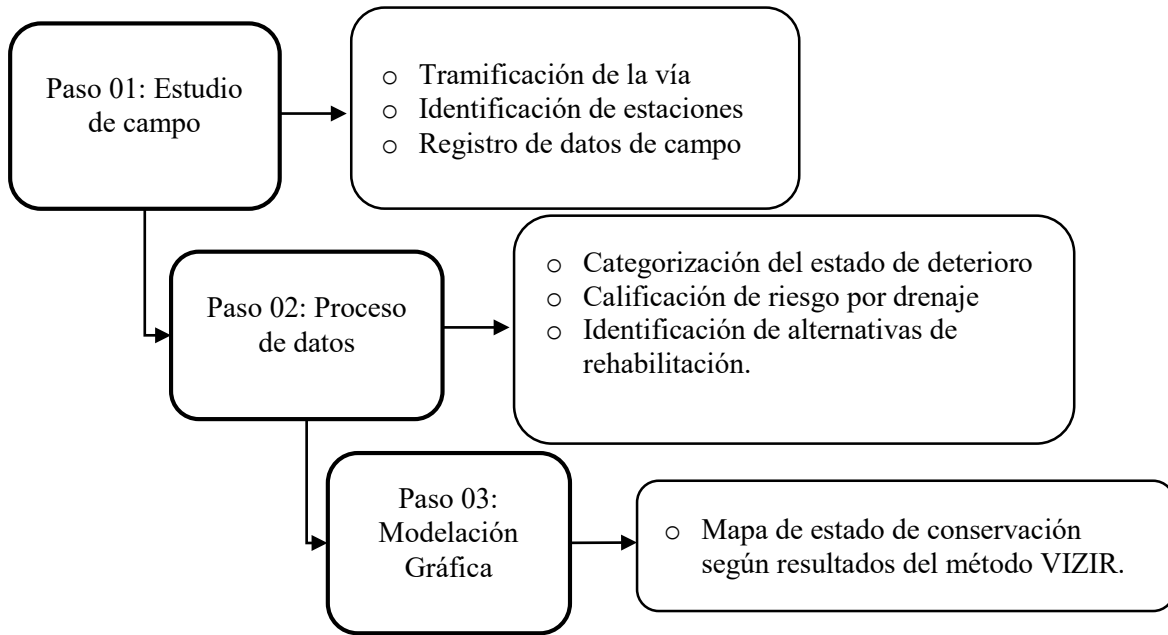 Paso 01: Estudio
de campo
o Tramificación de la vía
o Identificación de estaciones
o Registro de datos de campo
Paso 02: Proceso
de datos
o Categorización del estado de deterioro
o Calificación de riesgo por drenaje
o Identificación de alternativas de
rehabilitación.
Paso 03:
Modelación
Gráfica
o Mapa de estado de conservación
según resultados del método VIZIR.